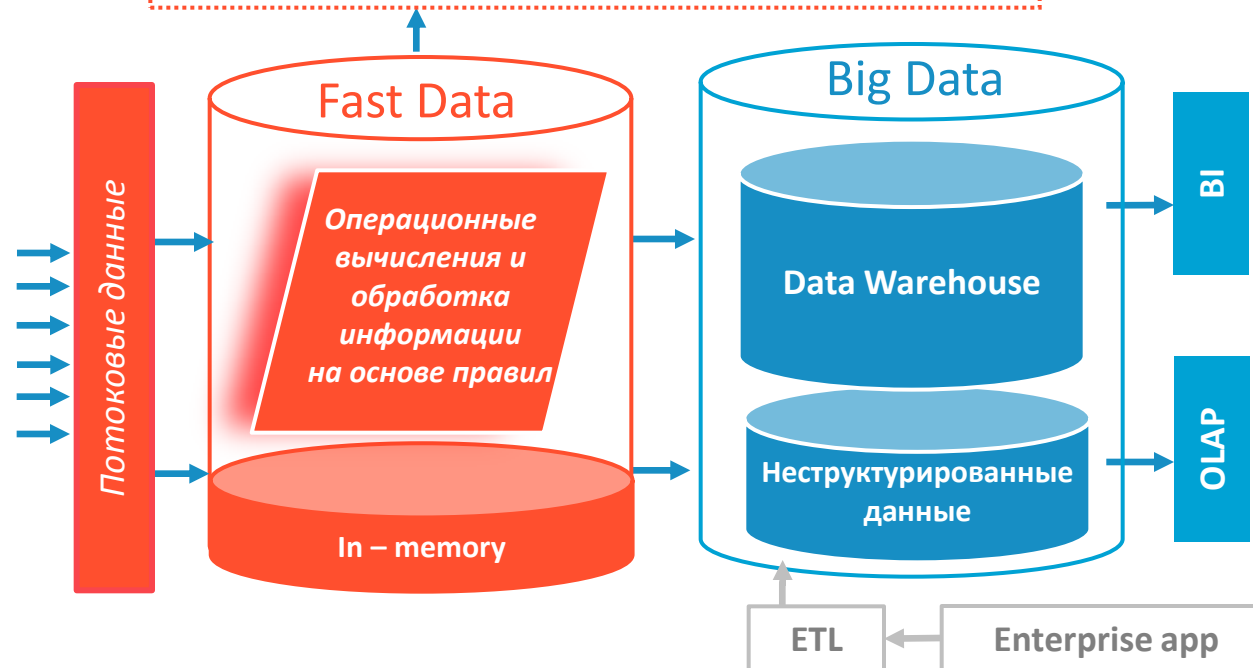 Потоковые данные
Fast Data
Операционные
вычисления и
обработка
информации
на основе правил
In – memory
Big Data
Data Warehouse
Неструктурированные
данные
BI
OLAP
ETL
Enterprise app